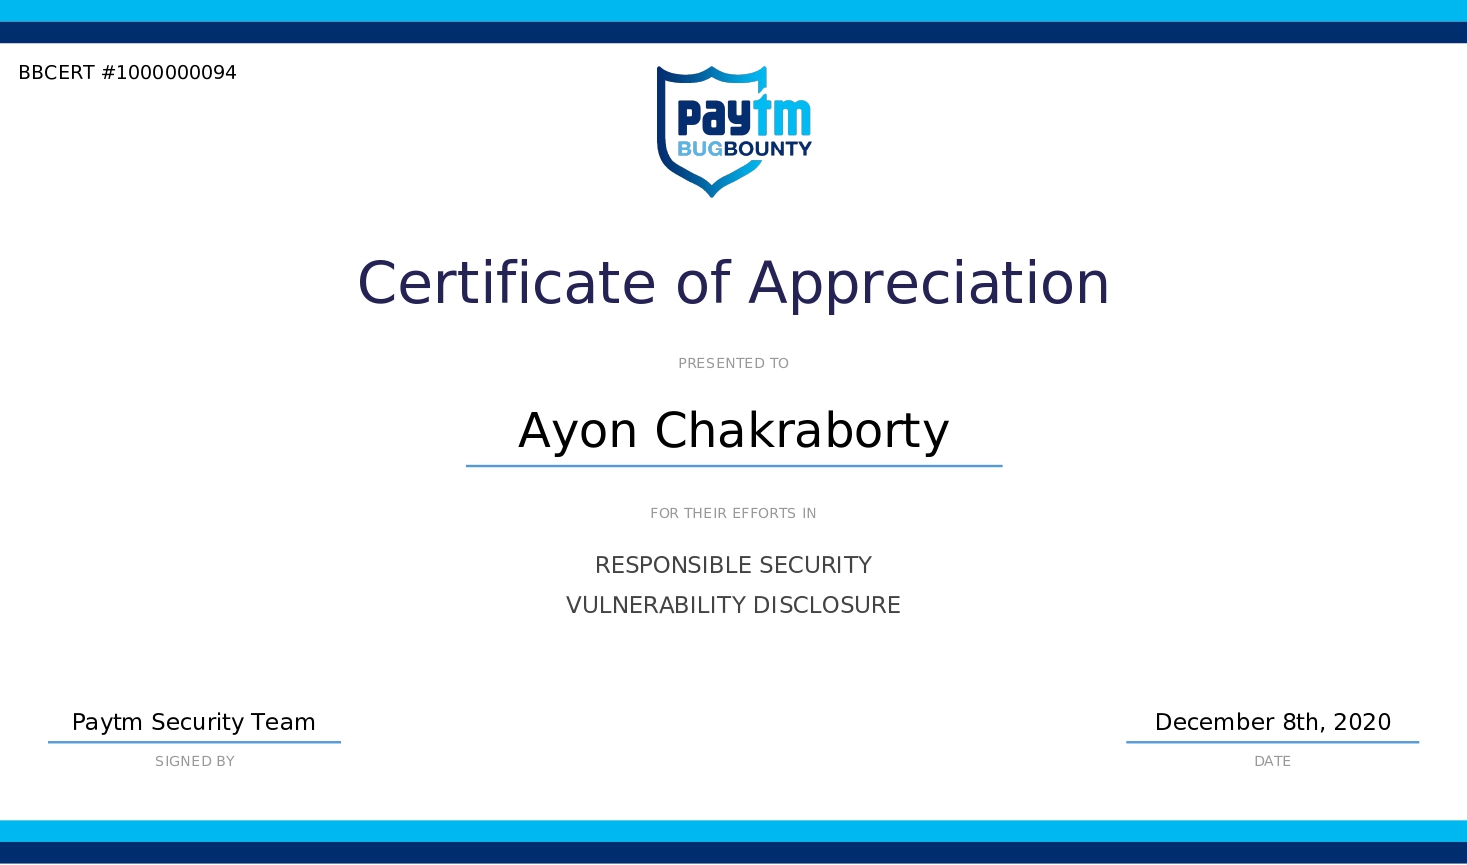 BBCERT #1000000094
paytm
BUGBOUNTY
Certificate of Appreciation
PRESENTED TO
Ayon Chakraborty
FOR THEIR EFFORTS IN
RESPONSIBLE SECURITY
VULNERABILITY DISCLOSURE
Paytm Security Team
SIGNED BY
December 8th, 2020
DATE